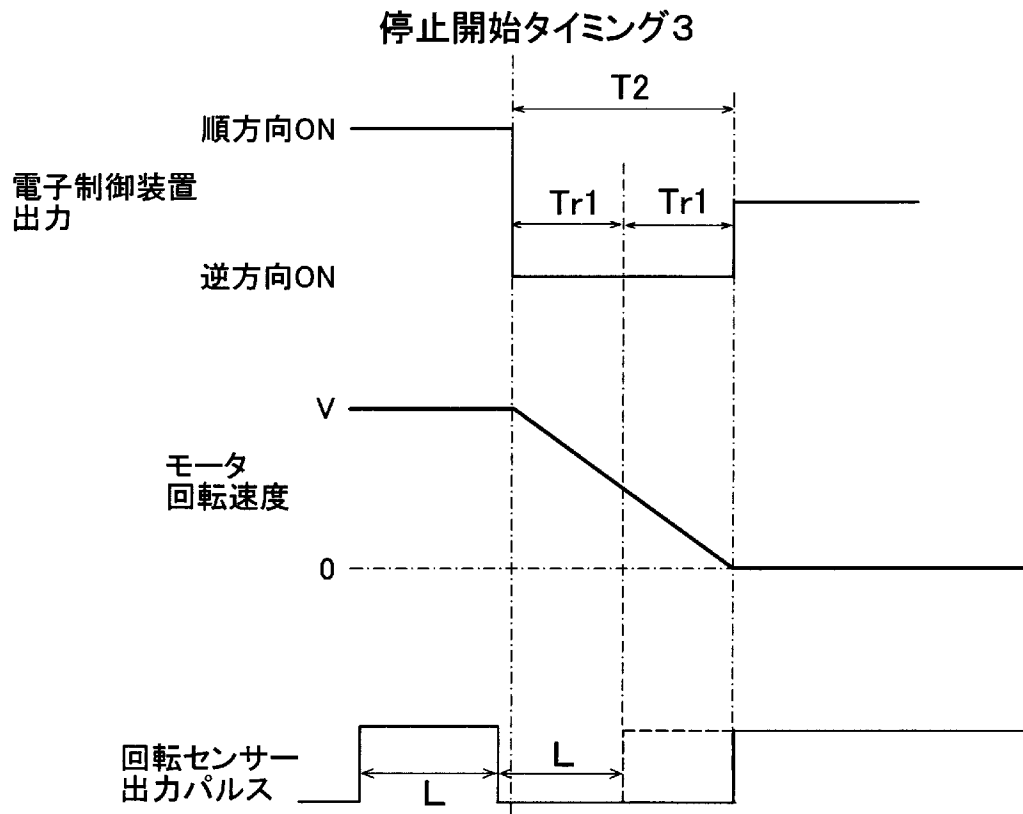 停止開始タイミング3
T2
順方向ON
電子制御装置
出力
Tr1
Tr1
逆方向ON
V
モータ
回転速度
0
回転センサー
出力パルス
L
L